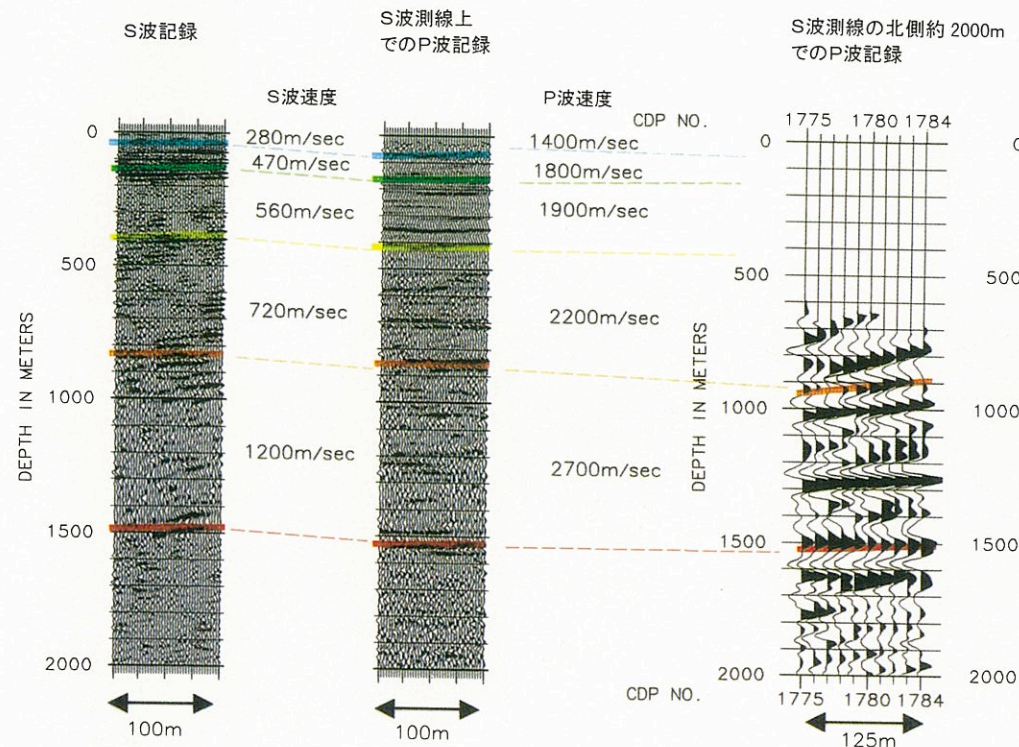 S波記録
S波測線上
でのP波記録
S波測線の北側約 2000m
でのP波記録
S波速度
P波速度
CDP NO.
1775 1780 1784
0
280m/sec
1400m/sec
0
0
470m/sec
1800m/sec
560m/sec
1900m/sec
500
500
500
720m/sec
2200m/sec
DEPTH IN METERS
DEPTH IN METERS
1000
1000
1000
1200m/sec
2700m/sec
1500
1500
1500
2000
2000
2000
CDP NO.
1775 1780 1784
100m
100m
125m